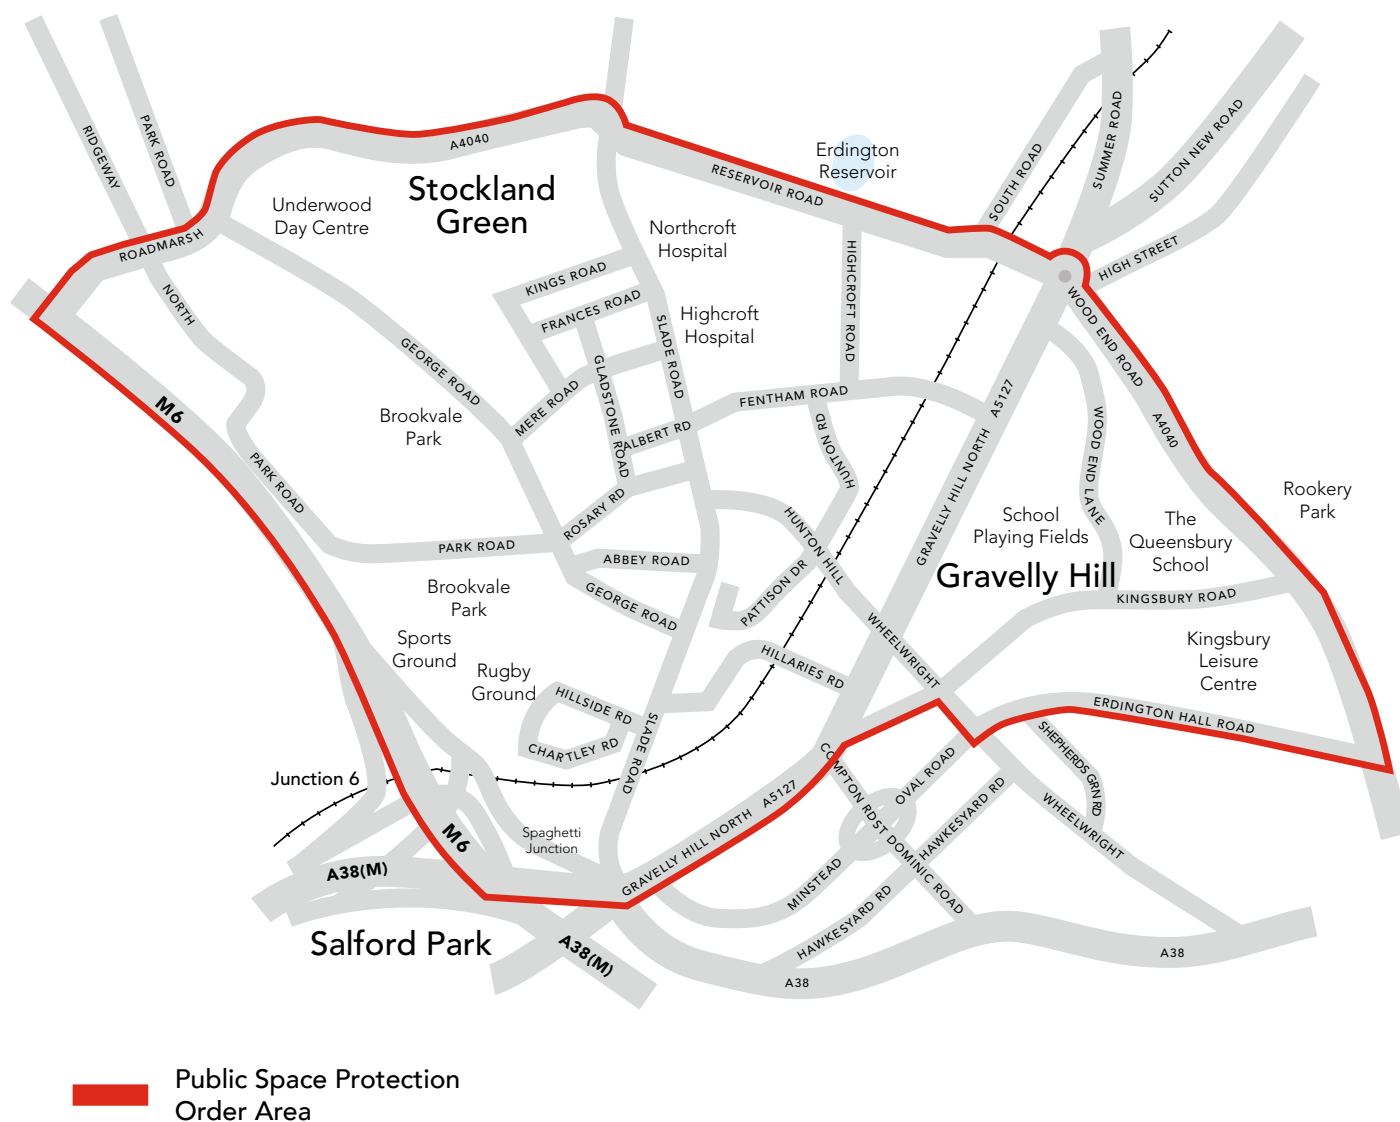 RIDGEWAY
PARK ROAD
A4040
Stockland
Green
Underwood
Day Centre
ROADMARSH
NORTH
Erdington
Reservoir
RESERVOIR ROAD
SOUTH ROAD
SUMMER ROAD
SUTTON NEW ROAD
HIGH STREET
Northcroft
Hospital
KINGS ROAD
FRANCES ROAD
Highcroft
Hospital
SLADE ROAD
HIGHCROFT ROAD
WOOD END ROAD
A4040
GEORGE ROAD
MERE ROAD
GLADSTONE ROAD
ALBERT RD
FENTHAM ROAD
HUNTON RD
A5127
GRAVELLY HILL NORTH
WOOD END LANE
M6
Brookvale
Park
PARK ROAD
ROSARY RD
PARK ROAD
ABBEY ROAD
HUNTON HILL
School
Playing Fields
The
Queensbury
School
Rookery
Park
Gravelly Hill
KINGSBURY ROAD
Brookvale
Park
GEORGE ROAD
PATTISON DR
WHEELWRIGHT
Sports
Ground
Rugby
Ground
HILLARIES RD
Kingsbury
Leisure
Centre
HILLSIDE RD
CHARTLEY RD
SLADE ROAD
ERDINGTON HALL ROAD
Junction 6
COMPTON RD
OVAL ROAD
SHEPHERDS GRN RD
A5127
GRAVELLY HILL NORTH
Spaghetti
Junction
M6
A38(M)
ST DOMINIC ROAD
HAWKESYARD RD
WHEELWRIGHT
MINSTEAD
HAWKESYARD RD
Salford Park
A38(M)
A38
A38
Public Space Protection
Order Area